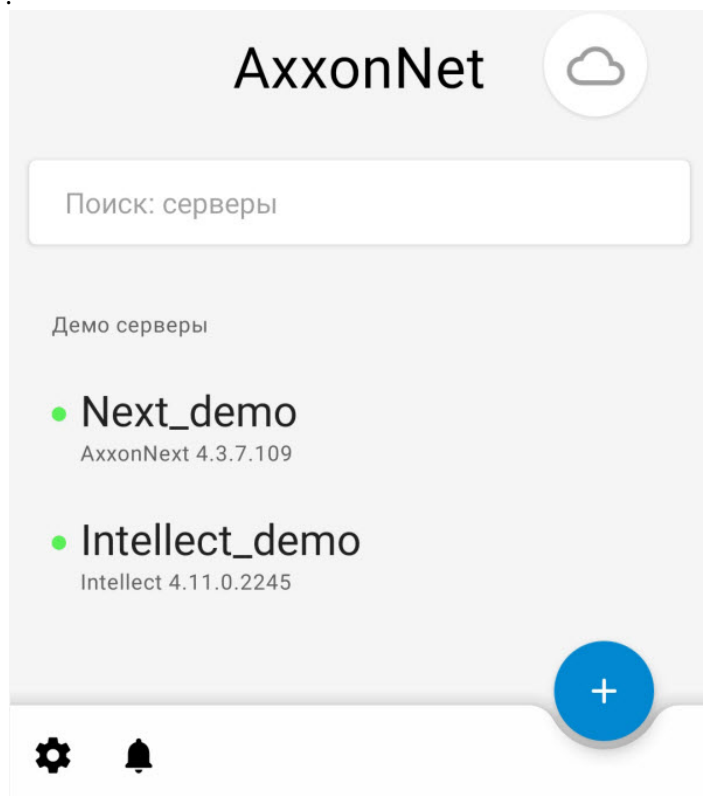 AxxonNet
Поиск: серверы
Демо серверы
Next_demo
AxxonNext 4.3.7.109
Intellect_demo
Intellect 4.11.0.2245